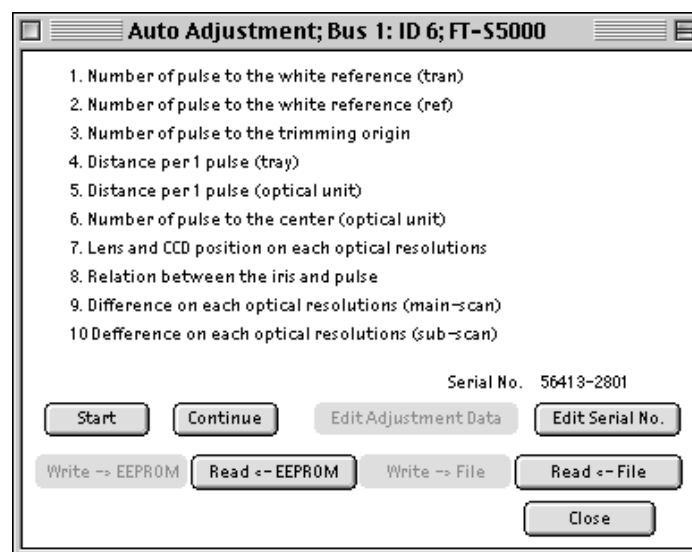 Auto Adjustment; Bus 1: ID 6; FT-S5000
1. Number of pulse to the white reference (tran)
2. Number of pulse to the white reference (ref)
3. Number of pulse to the trimming origin
4. Distance per 1 pulse (tray)
5. Distance per 1 pulse (optical unit)
6. Number of pulse to the center (optical unit)
7. Lens and CCD position on each optical resolutions
8. Relation between the iris and pulse
9. Difference on each optical resolutions (main-scan)
10 Defference on each optical resolutions (sub-scan)
Serial No. 56413-2801
Start Continue Edit Adjustment Data Edit Serial No.
Write -> EEPROM Read <- EEPROM Write -> File Read <- File
Close